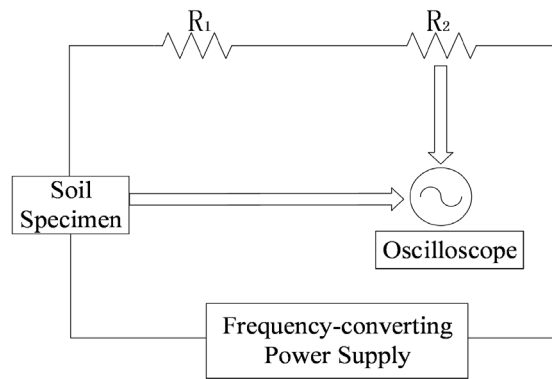 R₁ R₂
Soil
Specimen
Oscilloscope
Frequency-converting
Power Supply